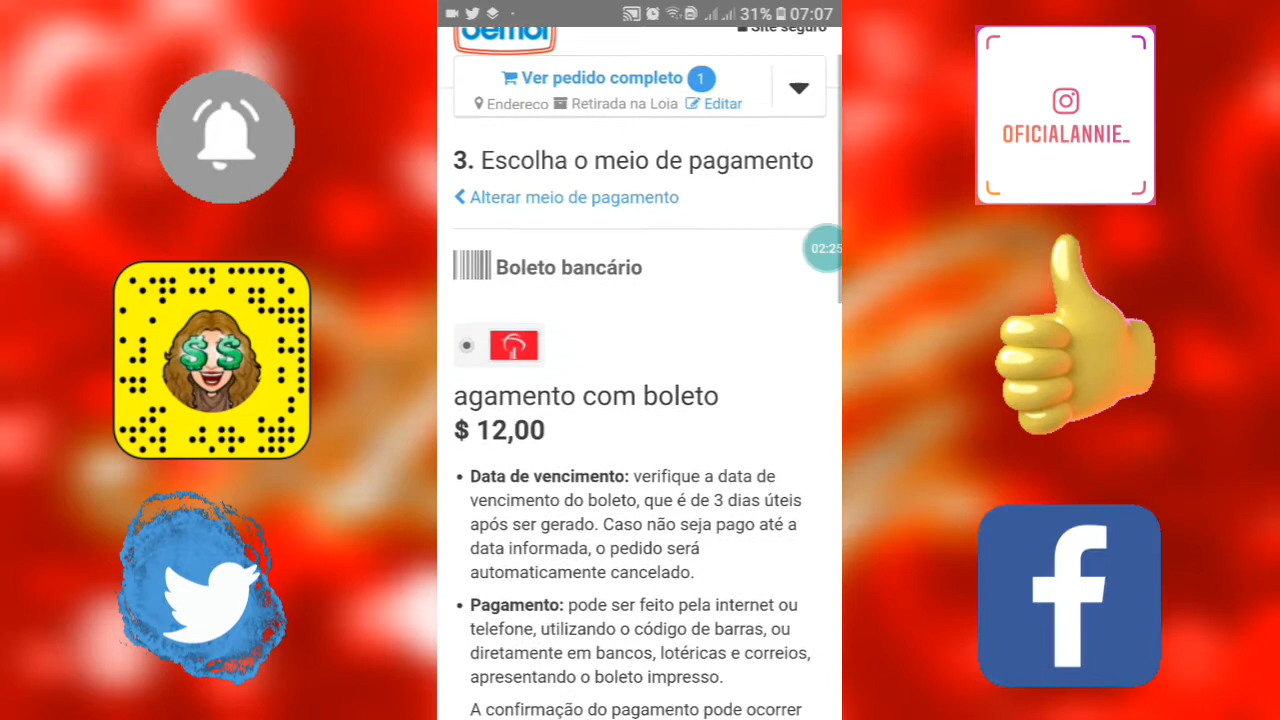 31% 07:07
bemol
Site seguro
Ver pedido completo 1
Endereco Retirada na Loia Editar
3. Escolha o meio de pagamento
Alterar meio de pagamento
02:25
Boleto bancário
agamento com boleto
$ 12,00
• Data de vencimento: verifique a data de
vencimento do boleto, que é de 3 dias úteis
após ser gerado. Caso não seja pago até a
data informada, o pedido será
automaticamente cancelado.
• Pagamento: pode ser feito pela internet ou
telefone, utilizando o código de barras, ou
diretamente em bancos, lotéricas e correios,
apresentando o boleto impresso.
A confirmação do pagamento pode ocorrer
OFICIALANNIE_
$ $
f